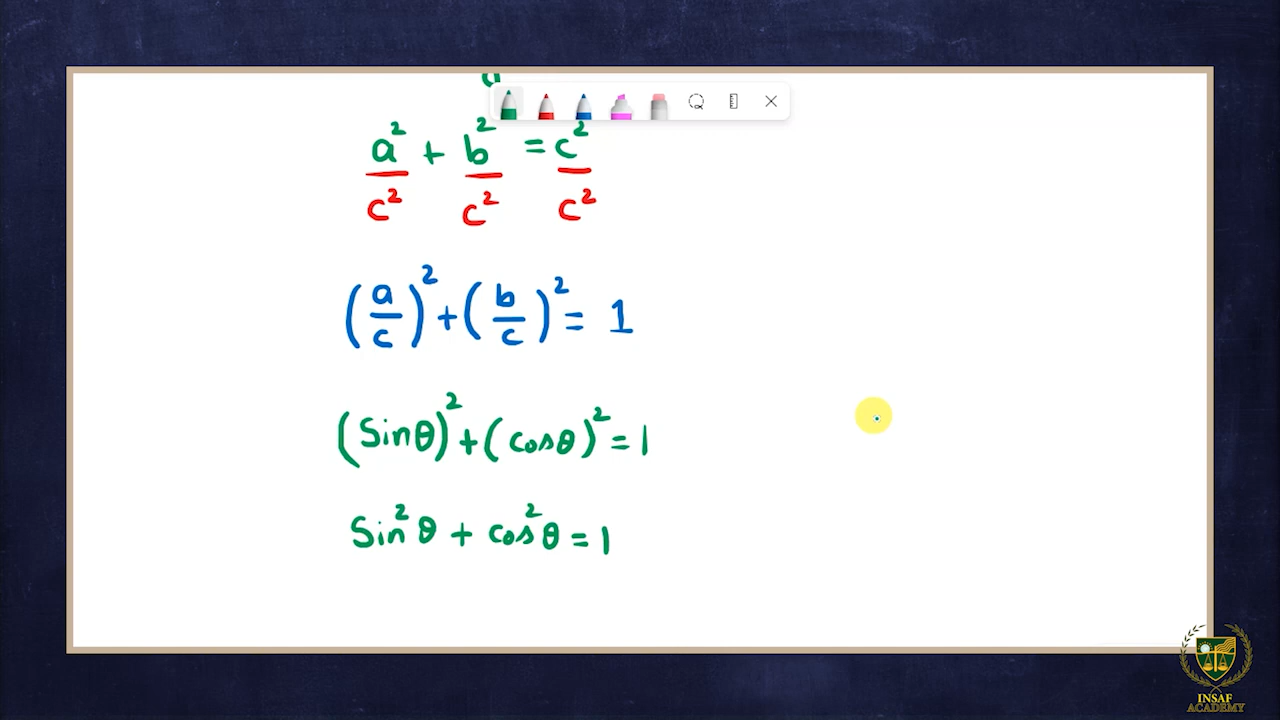 a² + b² = c²
c² c² c²
(a/c)² + (b/c)² = 1
(Sinθ)² + (cosθ)² = 1
Sin²θ + cos²θ = 1
INSAF
ACADEMY